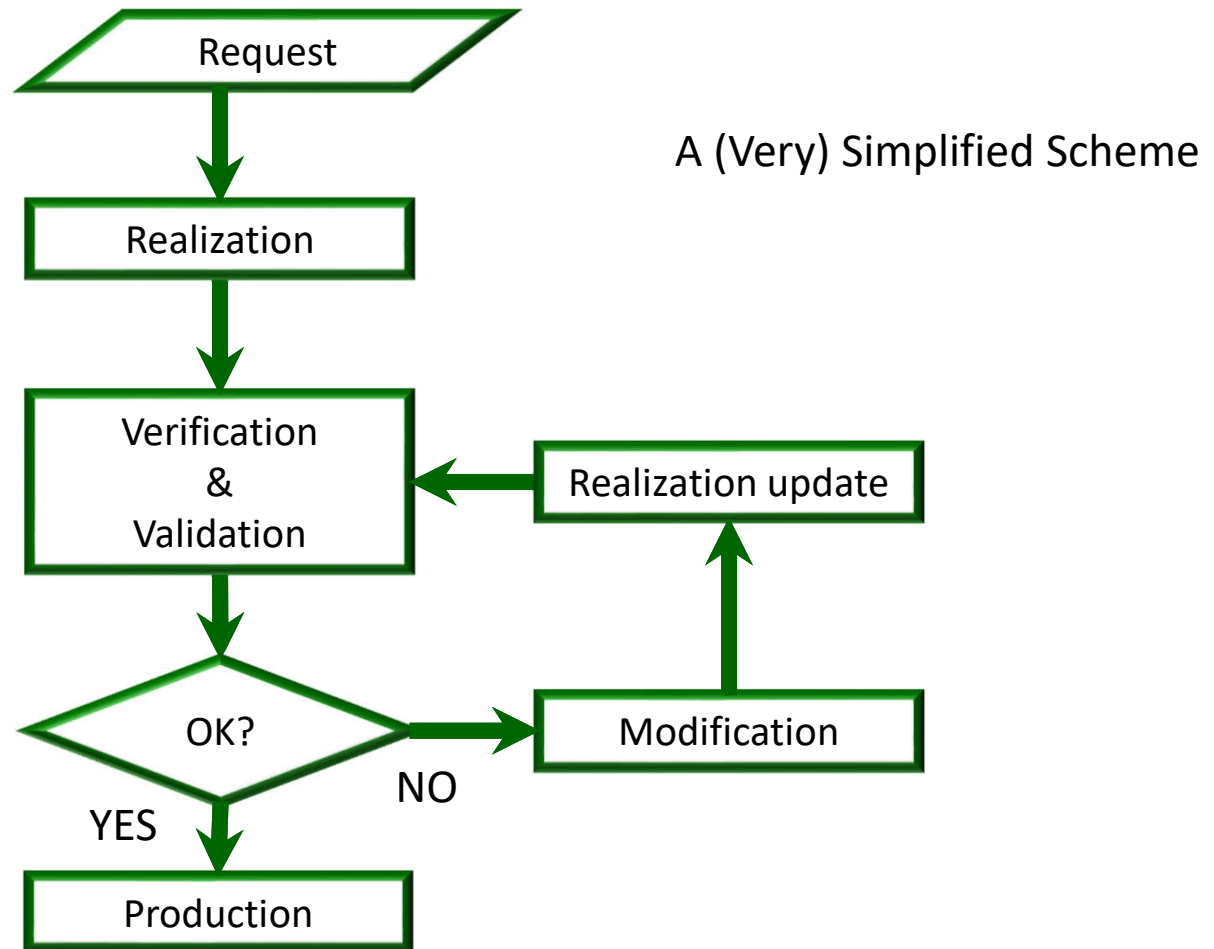 Request
A (Very) Simplified Scheme
Realization
Verification
&
Validation
Realization update
OK?
Modification
NO
YES
Production